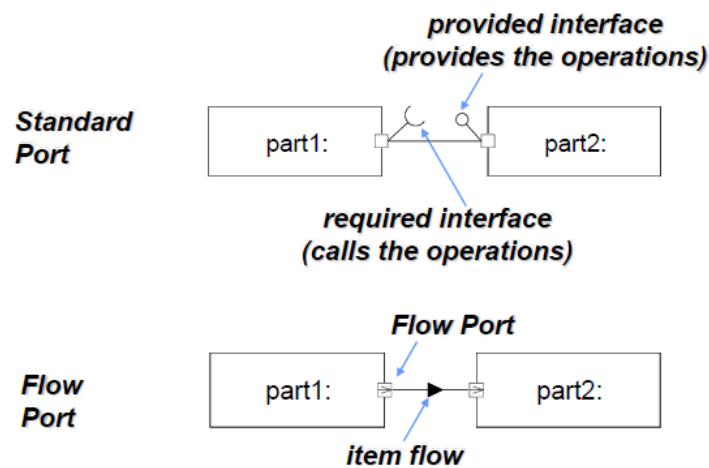 provided interface
(provides the operations)
Standard
Port
part1:
part2:
required interface
(calls the operations)
Flow Port
Flow
Port
part1:
part2:
item flow